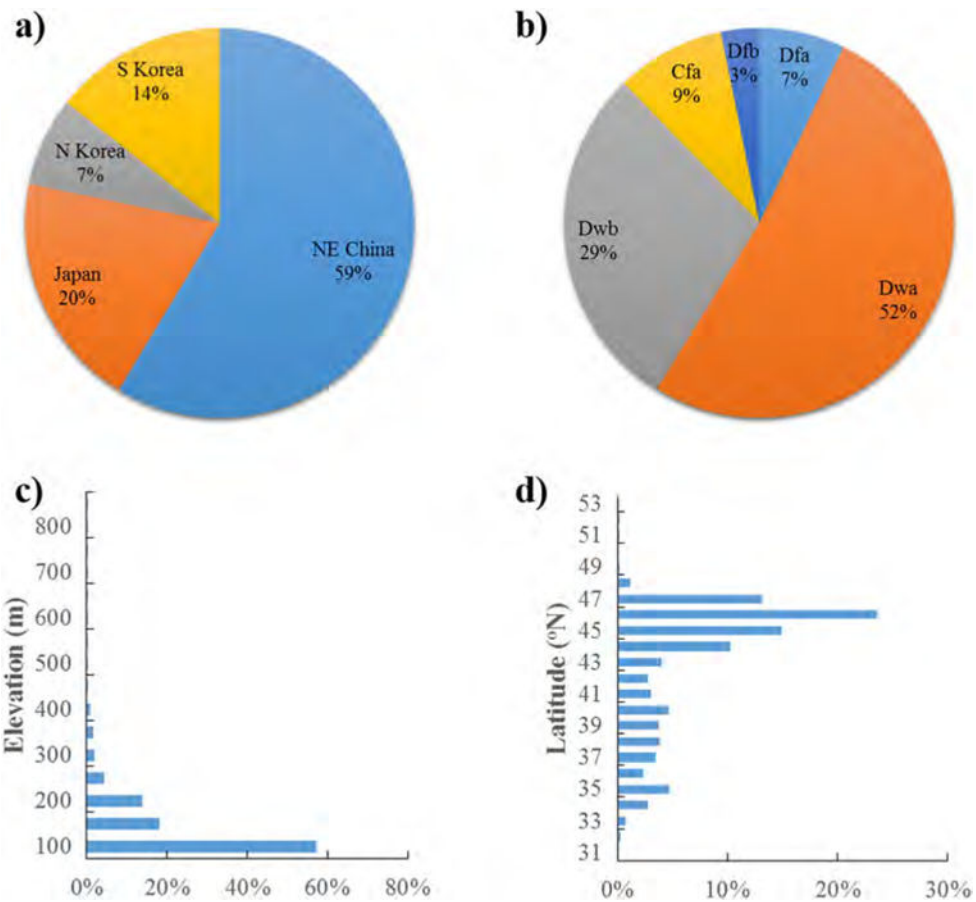 a)
S Korea
14%
N Korea
7%
Japan
20%
NE China
59%
b)
Dfb
3%
Dfa
7%
Cfa
9%
Dwb
29%
Dwa
52%
c)
Elevation (m)
800
700
600
500
400
300
200
100
0% 20% 40% 60% 80%
d)
Latitude (°N)
53
51
49
47
45
43
41
39
37
35
33
31
0% 10% 20% 30%